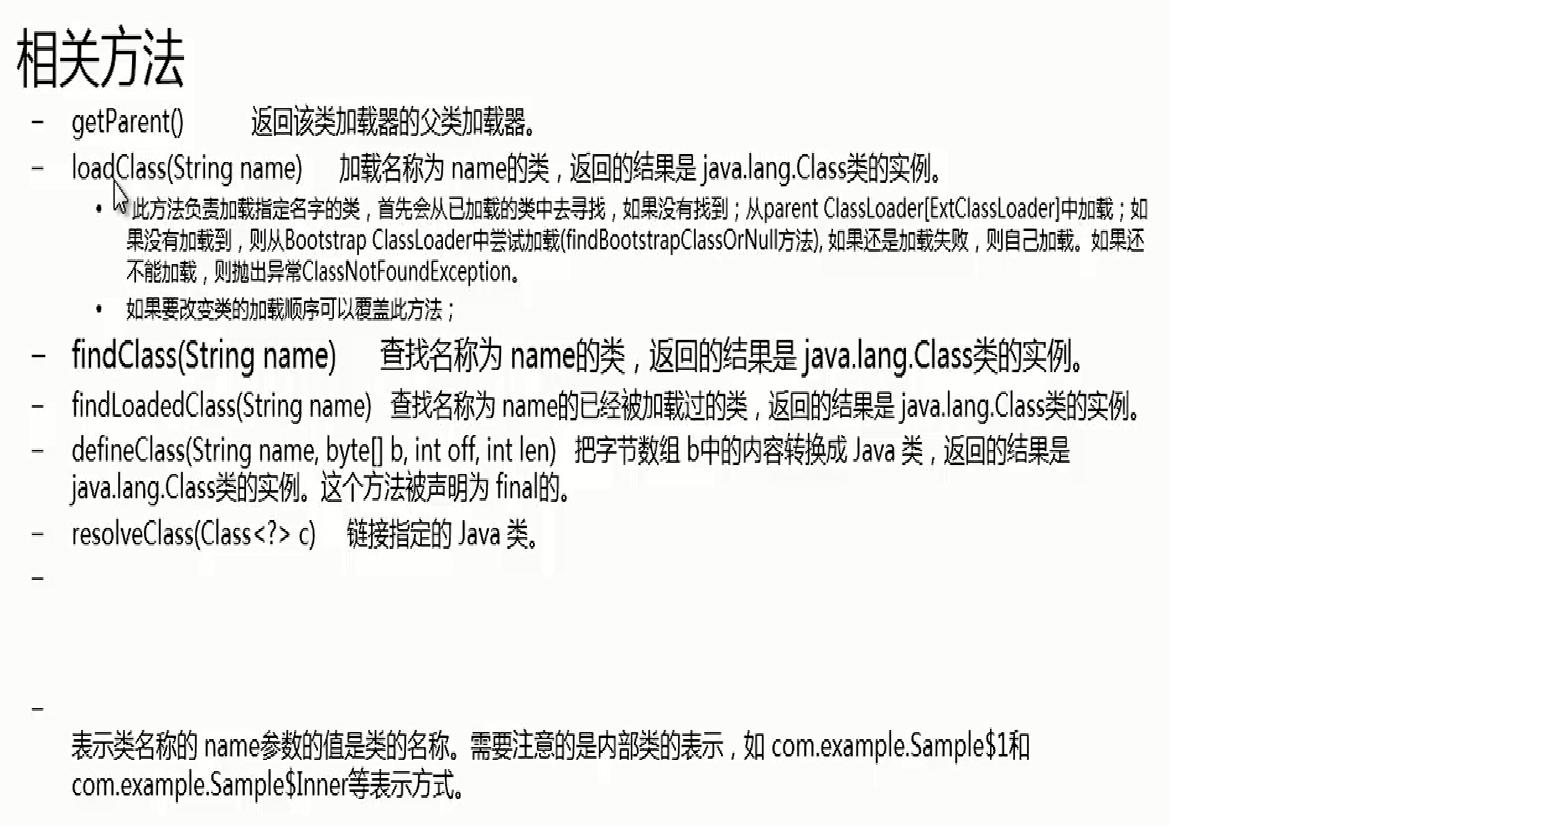 相关方法
– getParent() 返回该类加载器的父类加载器。
– loadClass(String name) 加载名称为 name的类，返回的结果是 java.lang.Class类的实例。
• 此方法负责加载指定名字的类，首先会从已加载的类中去寻找，如果没有找到；从parent ClassLoader[ExtClassLoader]中加载；如
果没有加载到，则从Bootstrap ClassLoader中尝试加载(findBootstrapClassOrNull方法), 如果还是加载失败，则自己加载。如果还
不能加载，则抛出异常ClassNotFoundException。
• 如果要改变类的加载顺序可以覆盖此方法；
– findClass(String name) 查找名称为 name的类，返回的结果是 java.lang.Class类的实例。
– findLoadedClass(String name) 查找名称为 name的已经被加载过的类，返回的结果是 java.lang.Class类的实例。
– defineClass(String name, byte[] b, int off, int len) 把字节数组 b中的内容转换成 Java 类，返回的结果是
java.lang.Class类的实例。这个方法被声明为 final的。
– resolveClass(Class<?> c) 链接指定的 Java 类。
–
–
表示类名称的 name参数的值是类的名称。需要注意的是内部类的表示，如 com.example.Sample$1和
com.example.Sample$Inner等表示方式。